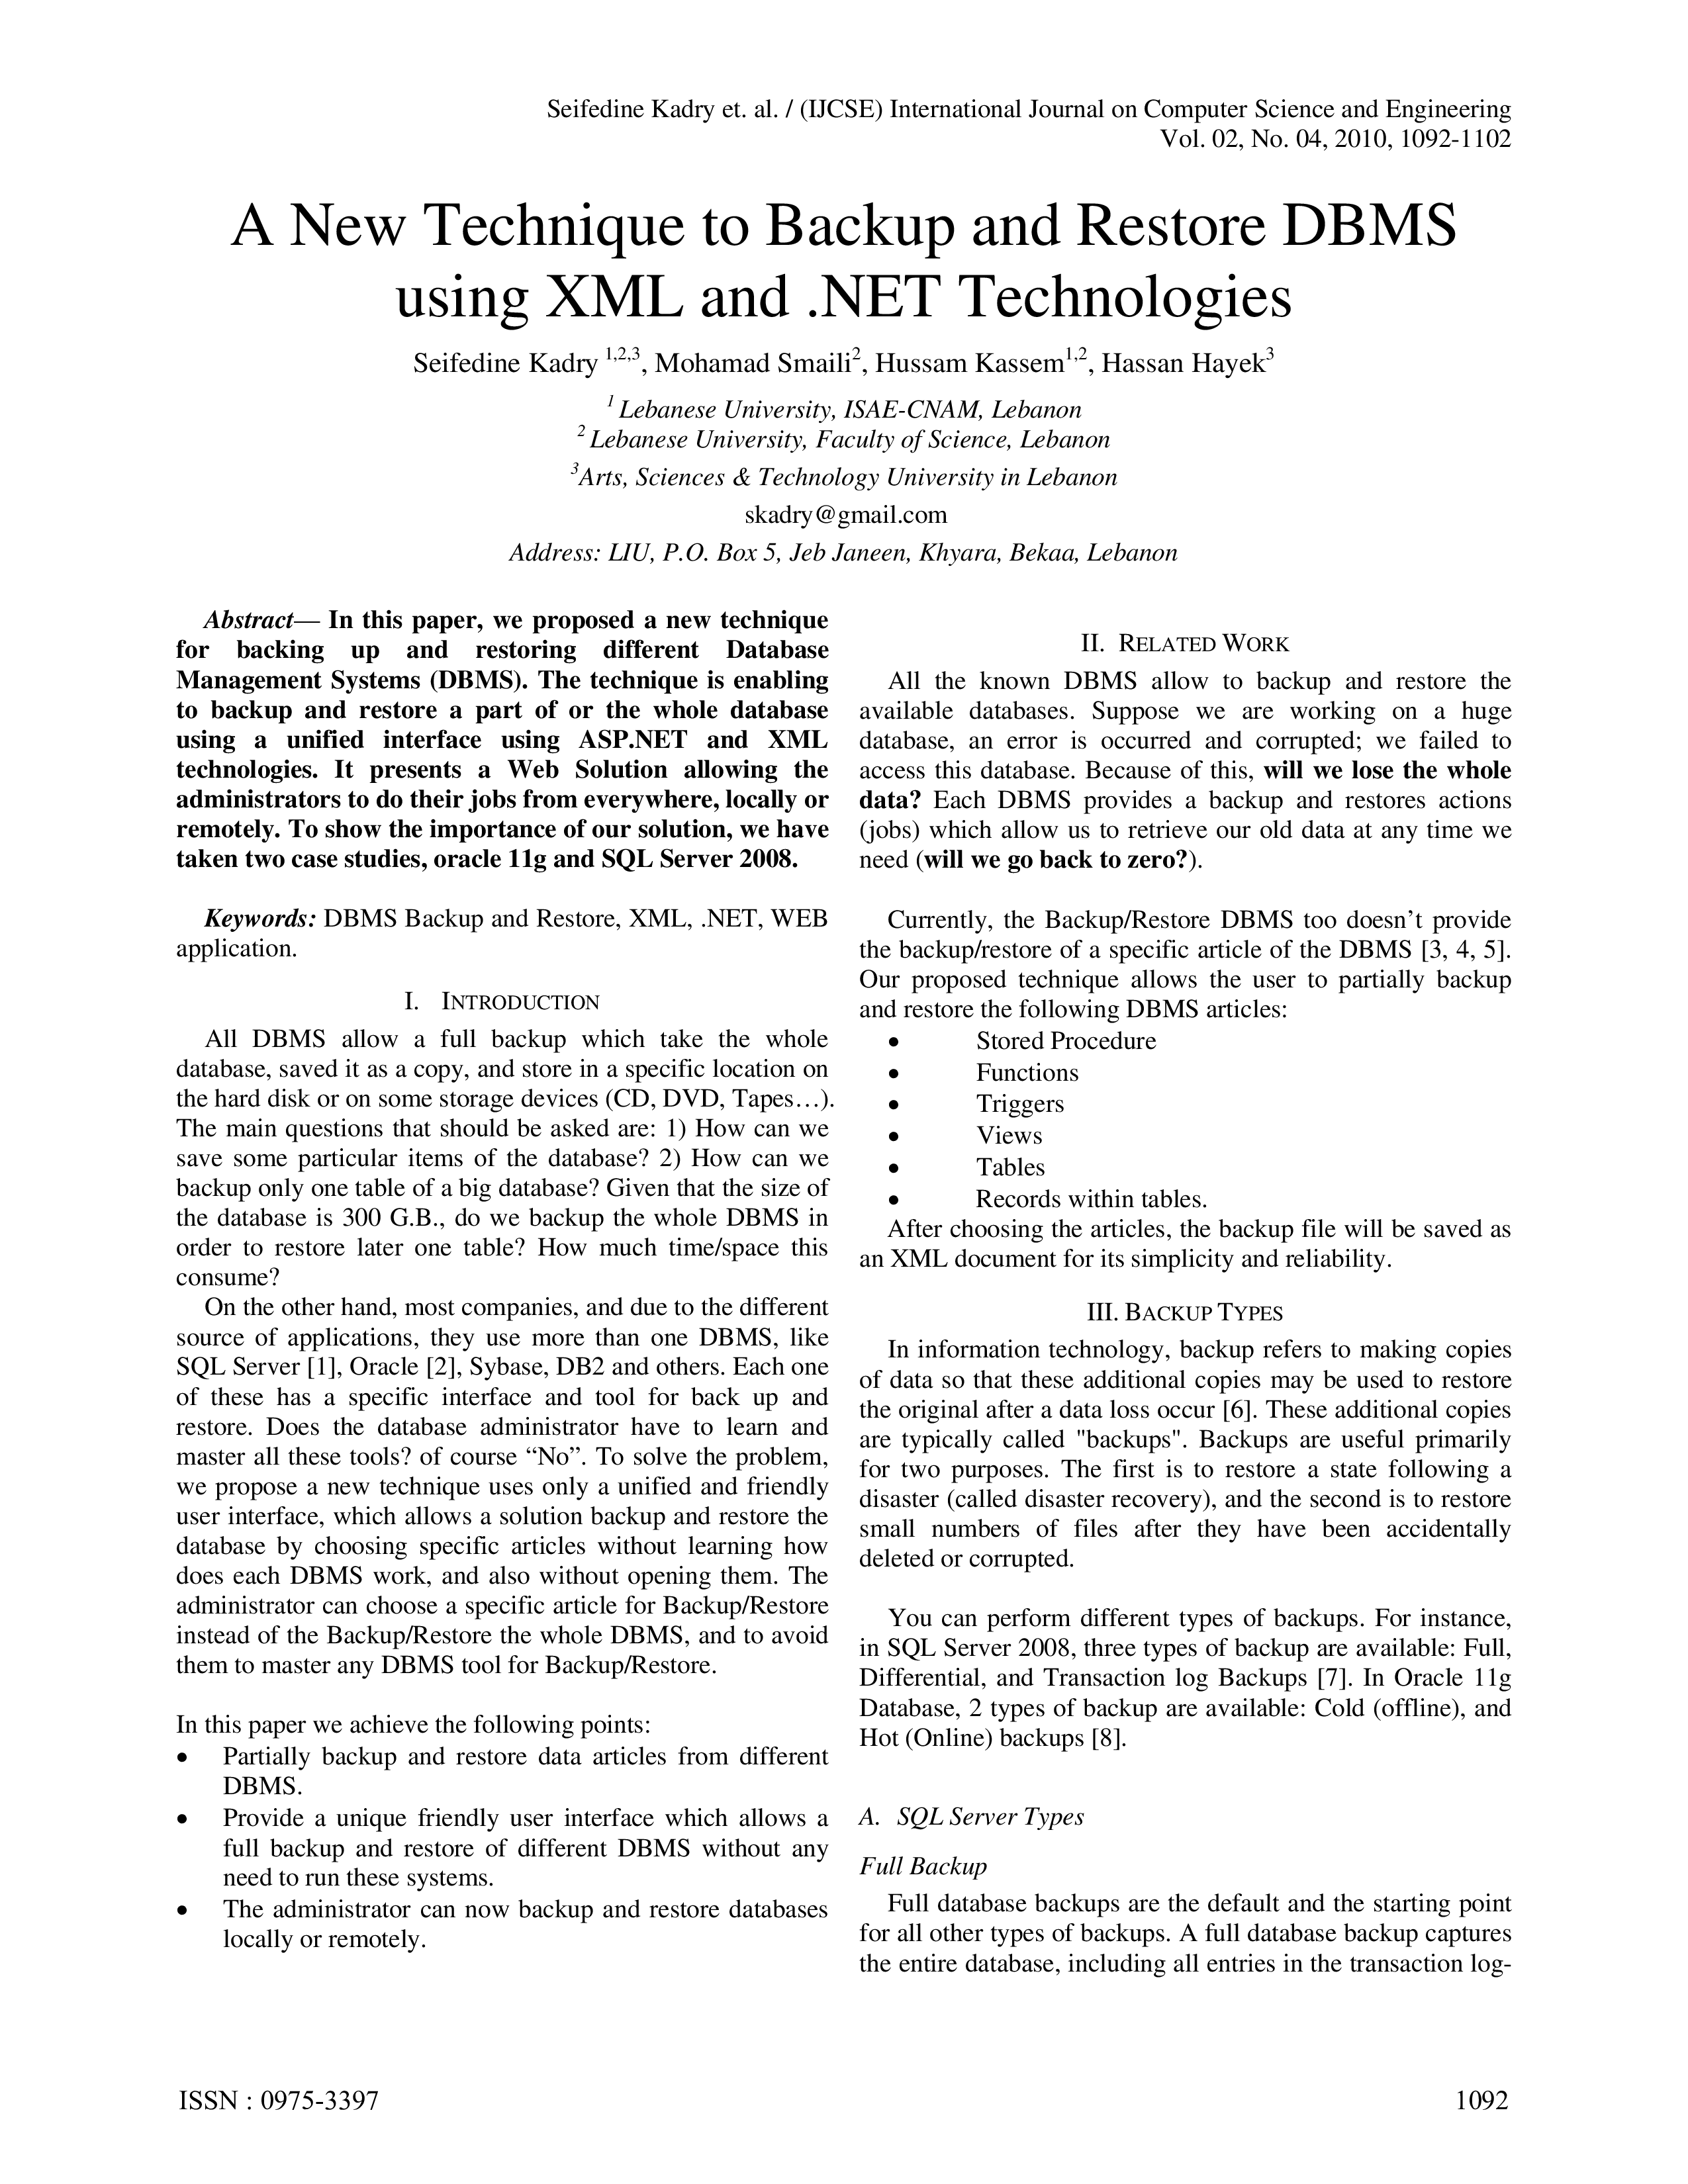 Seifedine Kadry et. al. / (IJCSE) International Journal on Computer Science and Engineering
Vol. 02, No. 04, 2010, 1092-1102
A New Technique to Backup and Restore DBMS
using XML and .NET Technologies
Seifedine Kadry 1,2,3, Mohamad Smaili2, Hussam Kassem1,2, Hassan Hayek3
1 Lebanese University, ISAE-CNAM, Lebanon
2 Lebanese University, Faculty of Science, Lebanon
3Arts, Sciences & Technology University in Lebanon
skadry@gmail.com
Address: LIU, P.O. Box 5, Jeb Janeen, Khyara, Bekaa, Lebanon
Abstract— In this paper, we proposed a new technique
for backing up and restoring different Database
Management Systems (DBMS). The technique is enabling
to backup and restore a part of or the whole database
using a unified interface using ASP.NET and XML
technologies. It presents a Web Solution allowing the
administrators to do their jobs from everywhere, locally or
remotely. To show the importance of our solution, we have
taken two case studies, oracle 11g and SQL Server 2008.
Keywords: DBMS Backup and Restore, XML, .NET, WEB
application.
I. INTRODUCTION
All DBMS allow a full backup which take the whole
database, saved it as a copy, and store in a specific location on
the hard disk or on some storage devices (CD, DVD, Tapes…).
The main questions that should be asked are: 1) How can we
save some particular items of the database? 2) How can we
backup only one table of a big database? Given that the size of
the database is 300 G.B., do we backup the whole DBMS in
order to restore later one table? How much time/space this
consume?
On the other hand, most companies, and due to the different
source of applications, they use more than one DBMS, like
SQL Server [1], Oracle [2], Sybase, DB2 and others. Each one
of these has a specific interface and tool for back up and
restore. Does the database administrator have to learn and
master all these tools? of course “No”. To solve the problem,
we propose a new technique uses only a unified and friendly
user interface, which allows a solution backup and restore the
database by choosing specific articles without learning how
does each DBMS work, and also without opening them. The
administrator can choose a specific article for Backup/Restore
instead of the Backup/Restore the whole DBMS, and to avoid
them to master any DBMS tool for Backup/Restore.
In this paper we achieve the following points:
• Partially backup and restore data articles from different
DBMS.
• Provide a unique friendly user interface which allows a
full backup and restore of different DBMS without any
need to run these systems.
• The administrator can now backup and restore databases
locally or remotely.
II. RELATED WORK
All the known DBMS allow to backup and restore the
available databases. Suppose we are working on a huge
database, an error is occurred and corrupted; we failed to
access this database. Because of this, will we lose the whole
data? Each DBMS provides a backup and restores actions
(jobs) which allow us to retrieve our old data at any time we
need (will we go back to zero?).
Currently, the Backup/Restore DBMS too doesn’t provide
the backup/restore of a specific article of the DBMS [3, 4, 5].
Our proposed technique allows the user to partially backup
and restore the following DBMS articles:
• Stored Procedure
• Functions
• Triggers
• Views
• Tables
• Records within tables.
After choosing the articles, the backup file will be saved as
an XML document for its simplicity and reliability.
III. BACKUP TYPES
In information technology, backup refers to making copies
of data so that these additional copies may be used to restore
the original after a data loss occur [6]. These additional copies
are typically called "backups". Backups are useful primarily
for two purposes. The first is to restore a state following a
disaster (called disaster recovery), and the second is to restore
small numbers of files after they have been accidentally
deleted or corrupted.
You can perform different types of backups. For instance,
in SQL Server 2008, three types of backup are available: Full,
Differential, and Transaction log Backups [7]. In Oracle 11g
Database, 2 types of backup are available: Cold (offline), and
Hot (Online) backups [8].
A. SQL Server Types
Full Backup
Full database backups are the default and the starting point
for all other types of backups. A full database backup captures
the entire database, including all entries in the transaction log-
ISSN : 0975-3397
1092